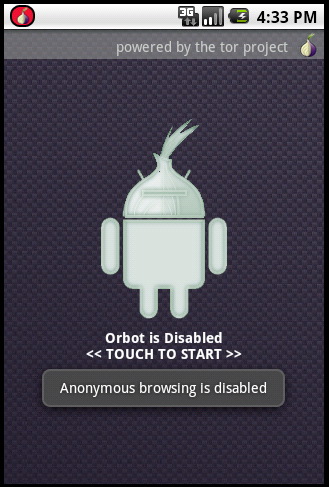 3G 4:33 PM
powered by the tor project
Orbot is Disabled
<< TOUCH TO START >>
Anonymous browsing is disabled